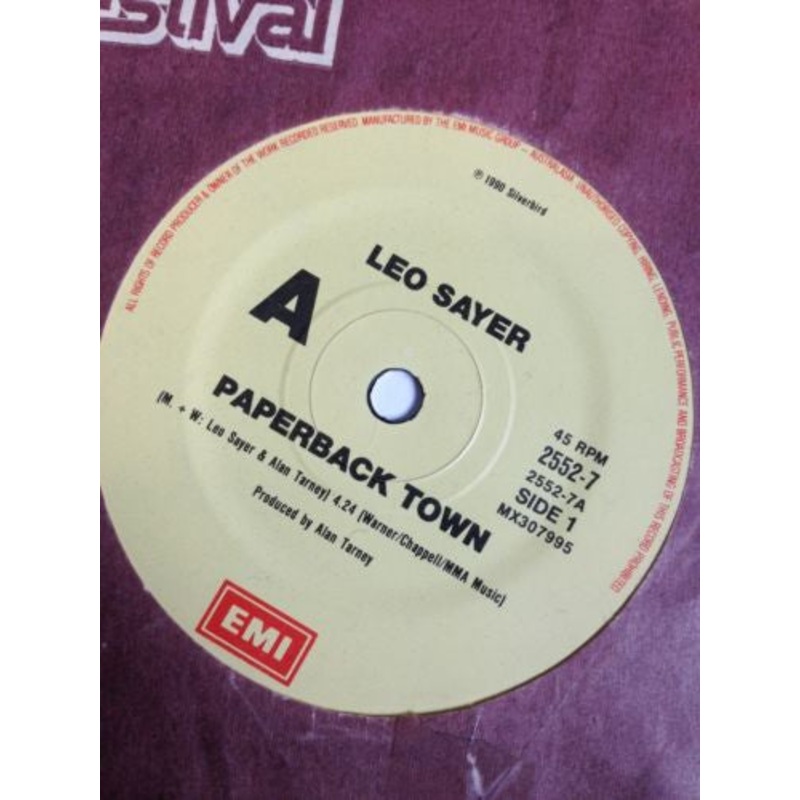 stival
ALL RIGHTS OF RECORD PRODUCER & OWNER OF THE WORK RECORDED RESERVED. MANUFACTURED BY THE EMI MUSIC GROUP — AUSTRALASIA. UNAUTHORISED COPYING, HIRING, LENDING, PUBLIC PERFORMANCE AND BROADCASTING OF THIS RECORD PROHIBITED
℗ 1990 Silverbird
LEO SAYER
A
PAPERBACK TOWN
(M. + W: Leo Sayer & Alan Tarney) 4.24 (Warner/Chappell/MMA Music)
Produced by Alan Tarney
45 RPM
2552-7
2552-7A
SIDE 1
MX307995
EMI